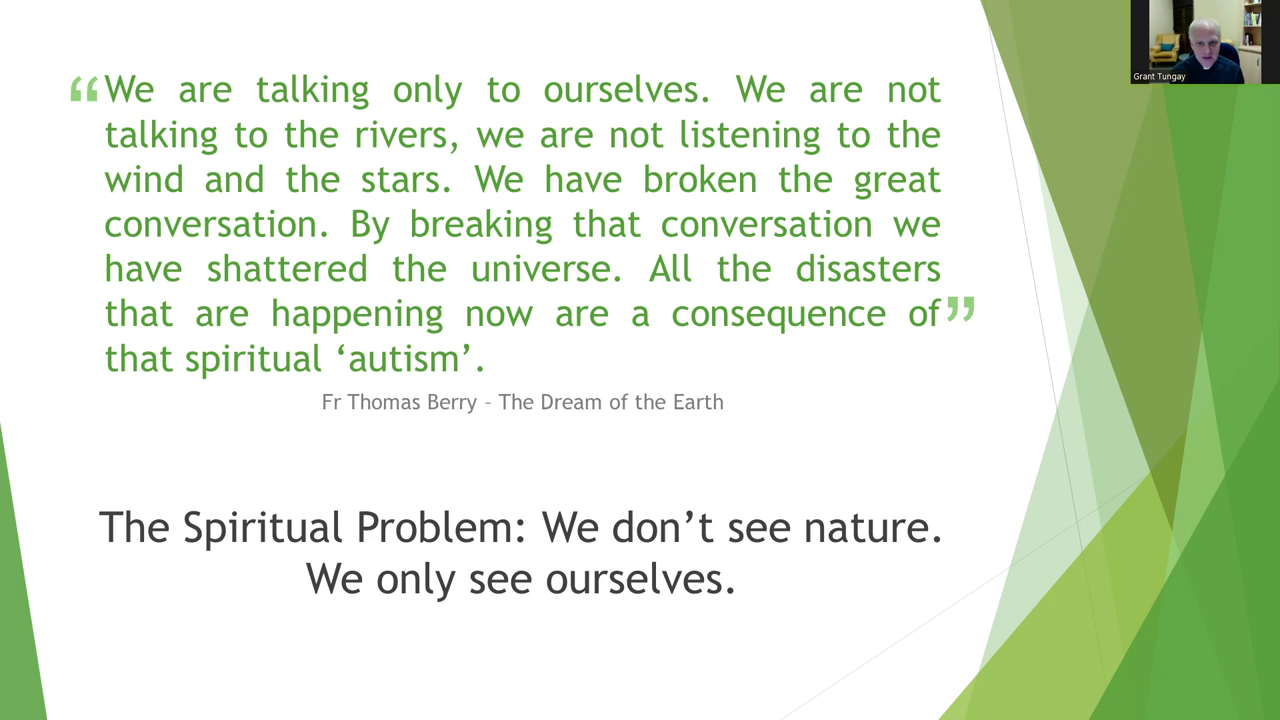 “We are talking only to ourselves. We are not
talking to the rivers, we are not listening to the
wind and the stars. We have broken the great
conversation. By breaking that conversation we
have shattered the universe. All the disasters
that are happening now are a consequence of”
that spiritual ‘autism’.
Fr Thomas Berry – The Dream of the Earth
The Spiritual Problem: We don’t see nature.
We only see ourselves.
Grant Tungay